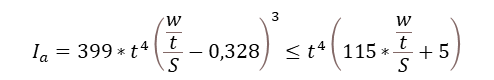 I_a = 399 * t^4 ((w/t)/S − 0,328)^3 ≤ t^4 (115 * (w/t)/S + 5)